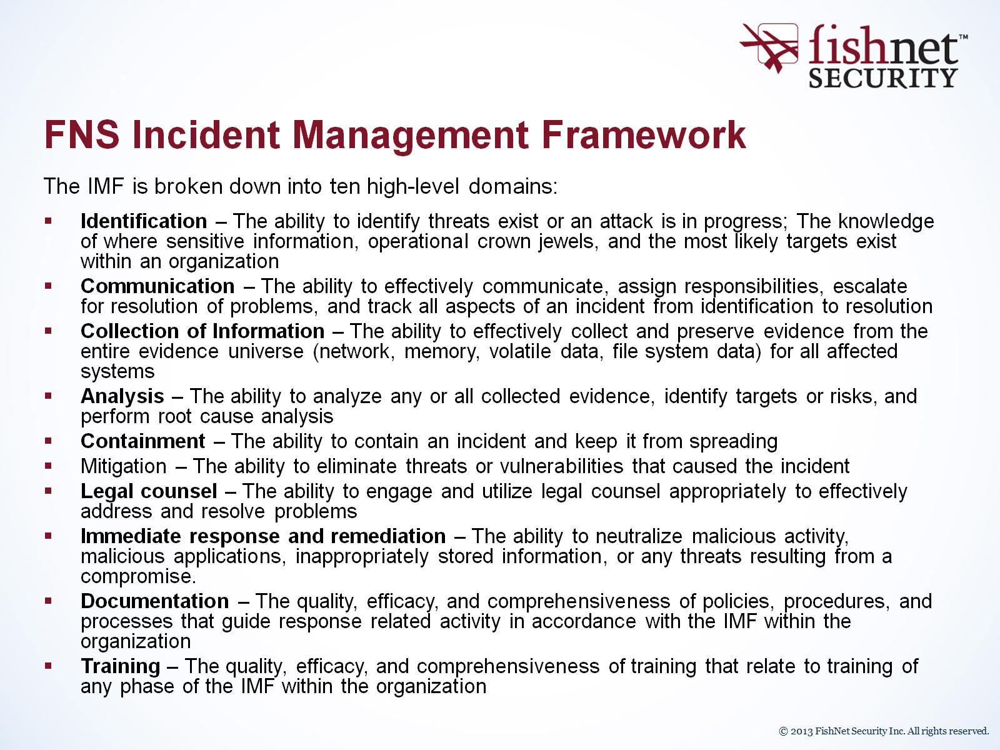 fishnet™
SECURITY
FNS Incident Management Framework
The IMF is broken down into ten high-level domains:
▪ Identification – The ability to identify threats exist or an attack is in progress; The knowledge
of where sensitive information, operational crown jewels, and the most likely targets exist
within an organization
▪ Communication – The ability to effectively communicate, assign responsibilities, escalate
for resolution of problems, and track all aspects of an incident from identification to resolution
▪ Collection of Information – The ability to effectively collect and preserve evidence from the
entire evidence universe (network, memory, volatile data, file system data) for all affected
systems
▪ Analysis – The ability to analyze any or all collected evidence, identify targets or risks, and
perform root cause analysis
▪ Containment – The ability to contain an incident and keep it from spreading
▪ Mitigation – The ability to eliminate threats or vulnerabilities that caused the incident
▪ Legal counsel – The ability to engage and utilize legal counsel appropriately to effectively
address and resolve problems
▪ Immediate response and remediation – The ability to neutralize malicious activity,
malicious applications, inappropriately stored information, or any threats resulting from a
compromise.
▪ Documentation – The quality, efficacy, and comprehensiveness of policies, procedures, and
processes that guide response related activity in accordance with the IMF within the
organization
▪ Training – The quality, efficacy, and comprehensiveness of training that relate to training of
any phase of the IMF within the organization
© 2013 FishNet Security Inc. All rights reserved.